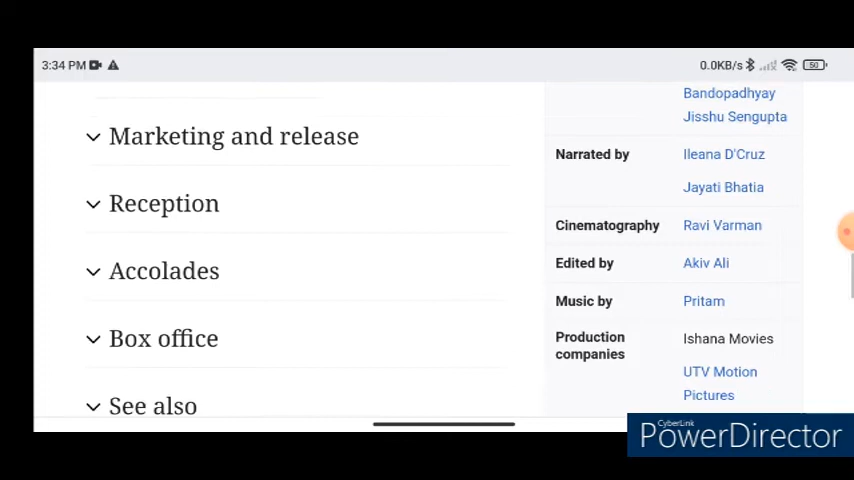 3:34 PM
0.0KB/s
50
Marketing and release
Reception
Accolades
Box office
See also
Bandopadhyay
Jisshu Sengupta
Narrated by
Ileana D'Cruz
Jayati Bhatia
Cinematography
Ravi Varman
Edited by
Akiv Ali
Music by
Pritam
Production
companies
Ishana Movies
UTV Motion
Pictures
CyberLink
PowerDirector